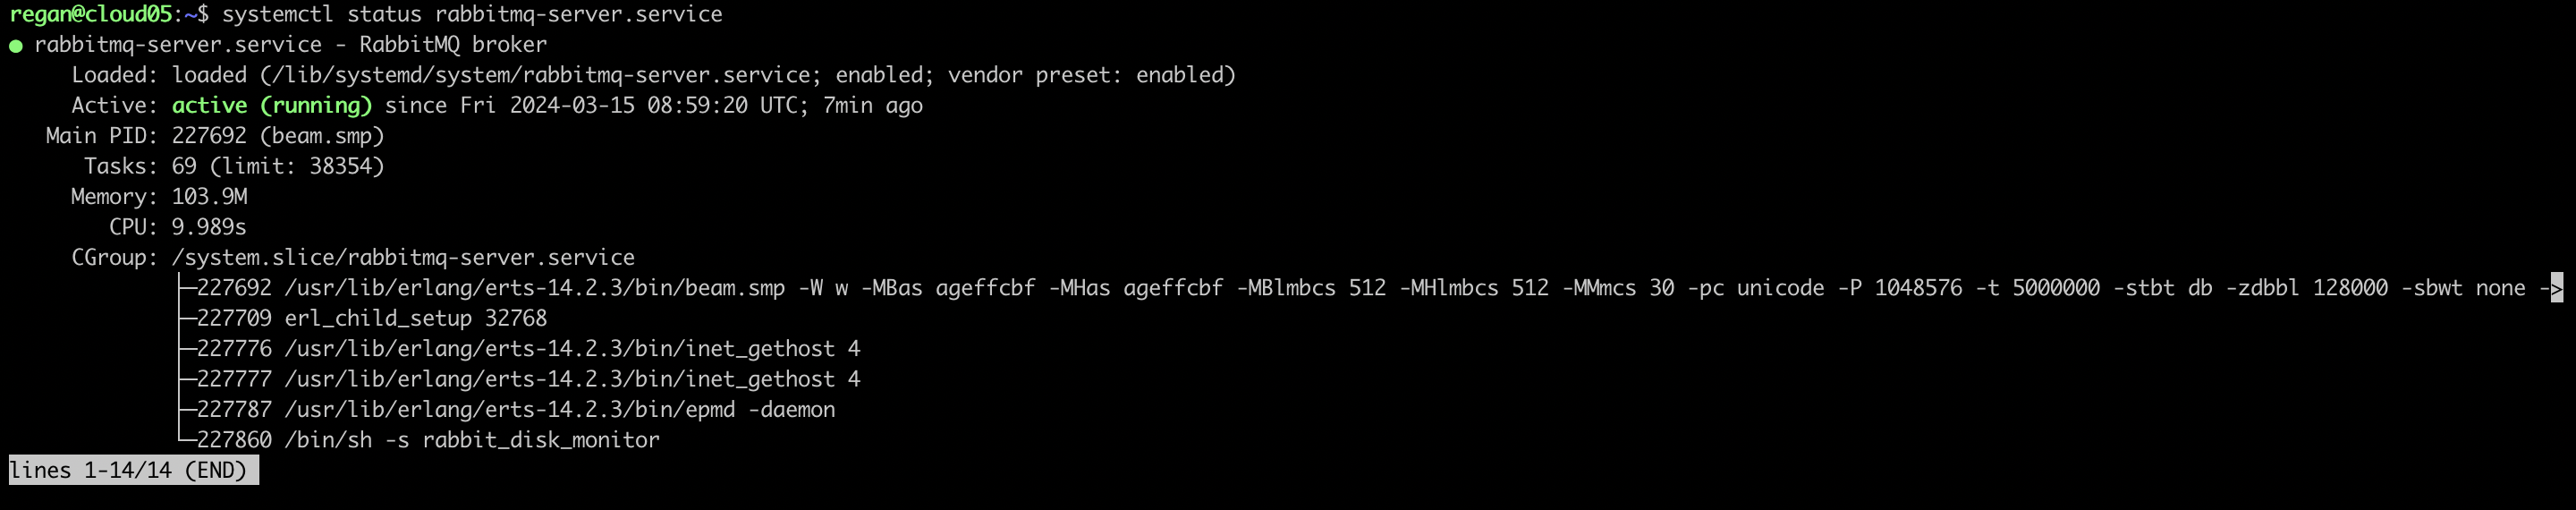 regan@cloud05:~$ systemctl status rabbitmq-server.service
● rabbitmq-server.service - RabbitMQ broker
     Loaded: loaded (/lib/systemd/system/rabbitmq-server.service; enabled; vendor preset: enabled)
     Active: active (running) since Fri 2024-03-15 08:59:20 UTC; 7min ago
   Main PID: 227692 (beam.smp)
      Tasks: 69 (limit: 38354)
     Memory: 103.9M
        CPU: 9.989s
     CGroup: /system.slice/rabbitmq-server.service
             ├─227692 /usr/lib/erlang/erts-14.2.3/bin/beam.smp -W w -MBas ageffcbf -MHas ageffcbf -MBlmbcs 512 -MHlmbcs 512 -MMmcs 30 -pc unicode -P 1048576 -t 5000000 -stbt db -zdbbl 128000 -sbwt none ->
             ├─227709 erl_child_setup 32768
             ├─227776 /usr/lib/erlang/erts-14.2.3/bin/inet_gethost 4
             ├─227777 /usr/lib/erlang/erts-14.2.3/bin/inet_gethost 4
             ├─227787 /usr/lib/erlang/erts-14.2.3/bin/epmd -daemon
             └─227860 /bin/sh -s rabbit_disk_monitor
lines 1-14/14 (END)